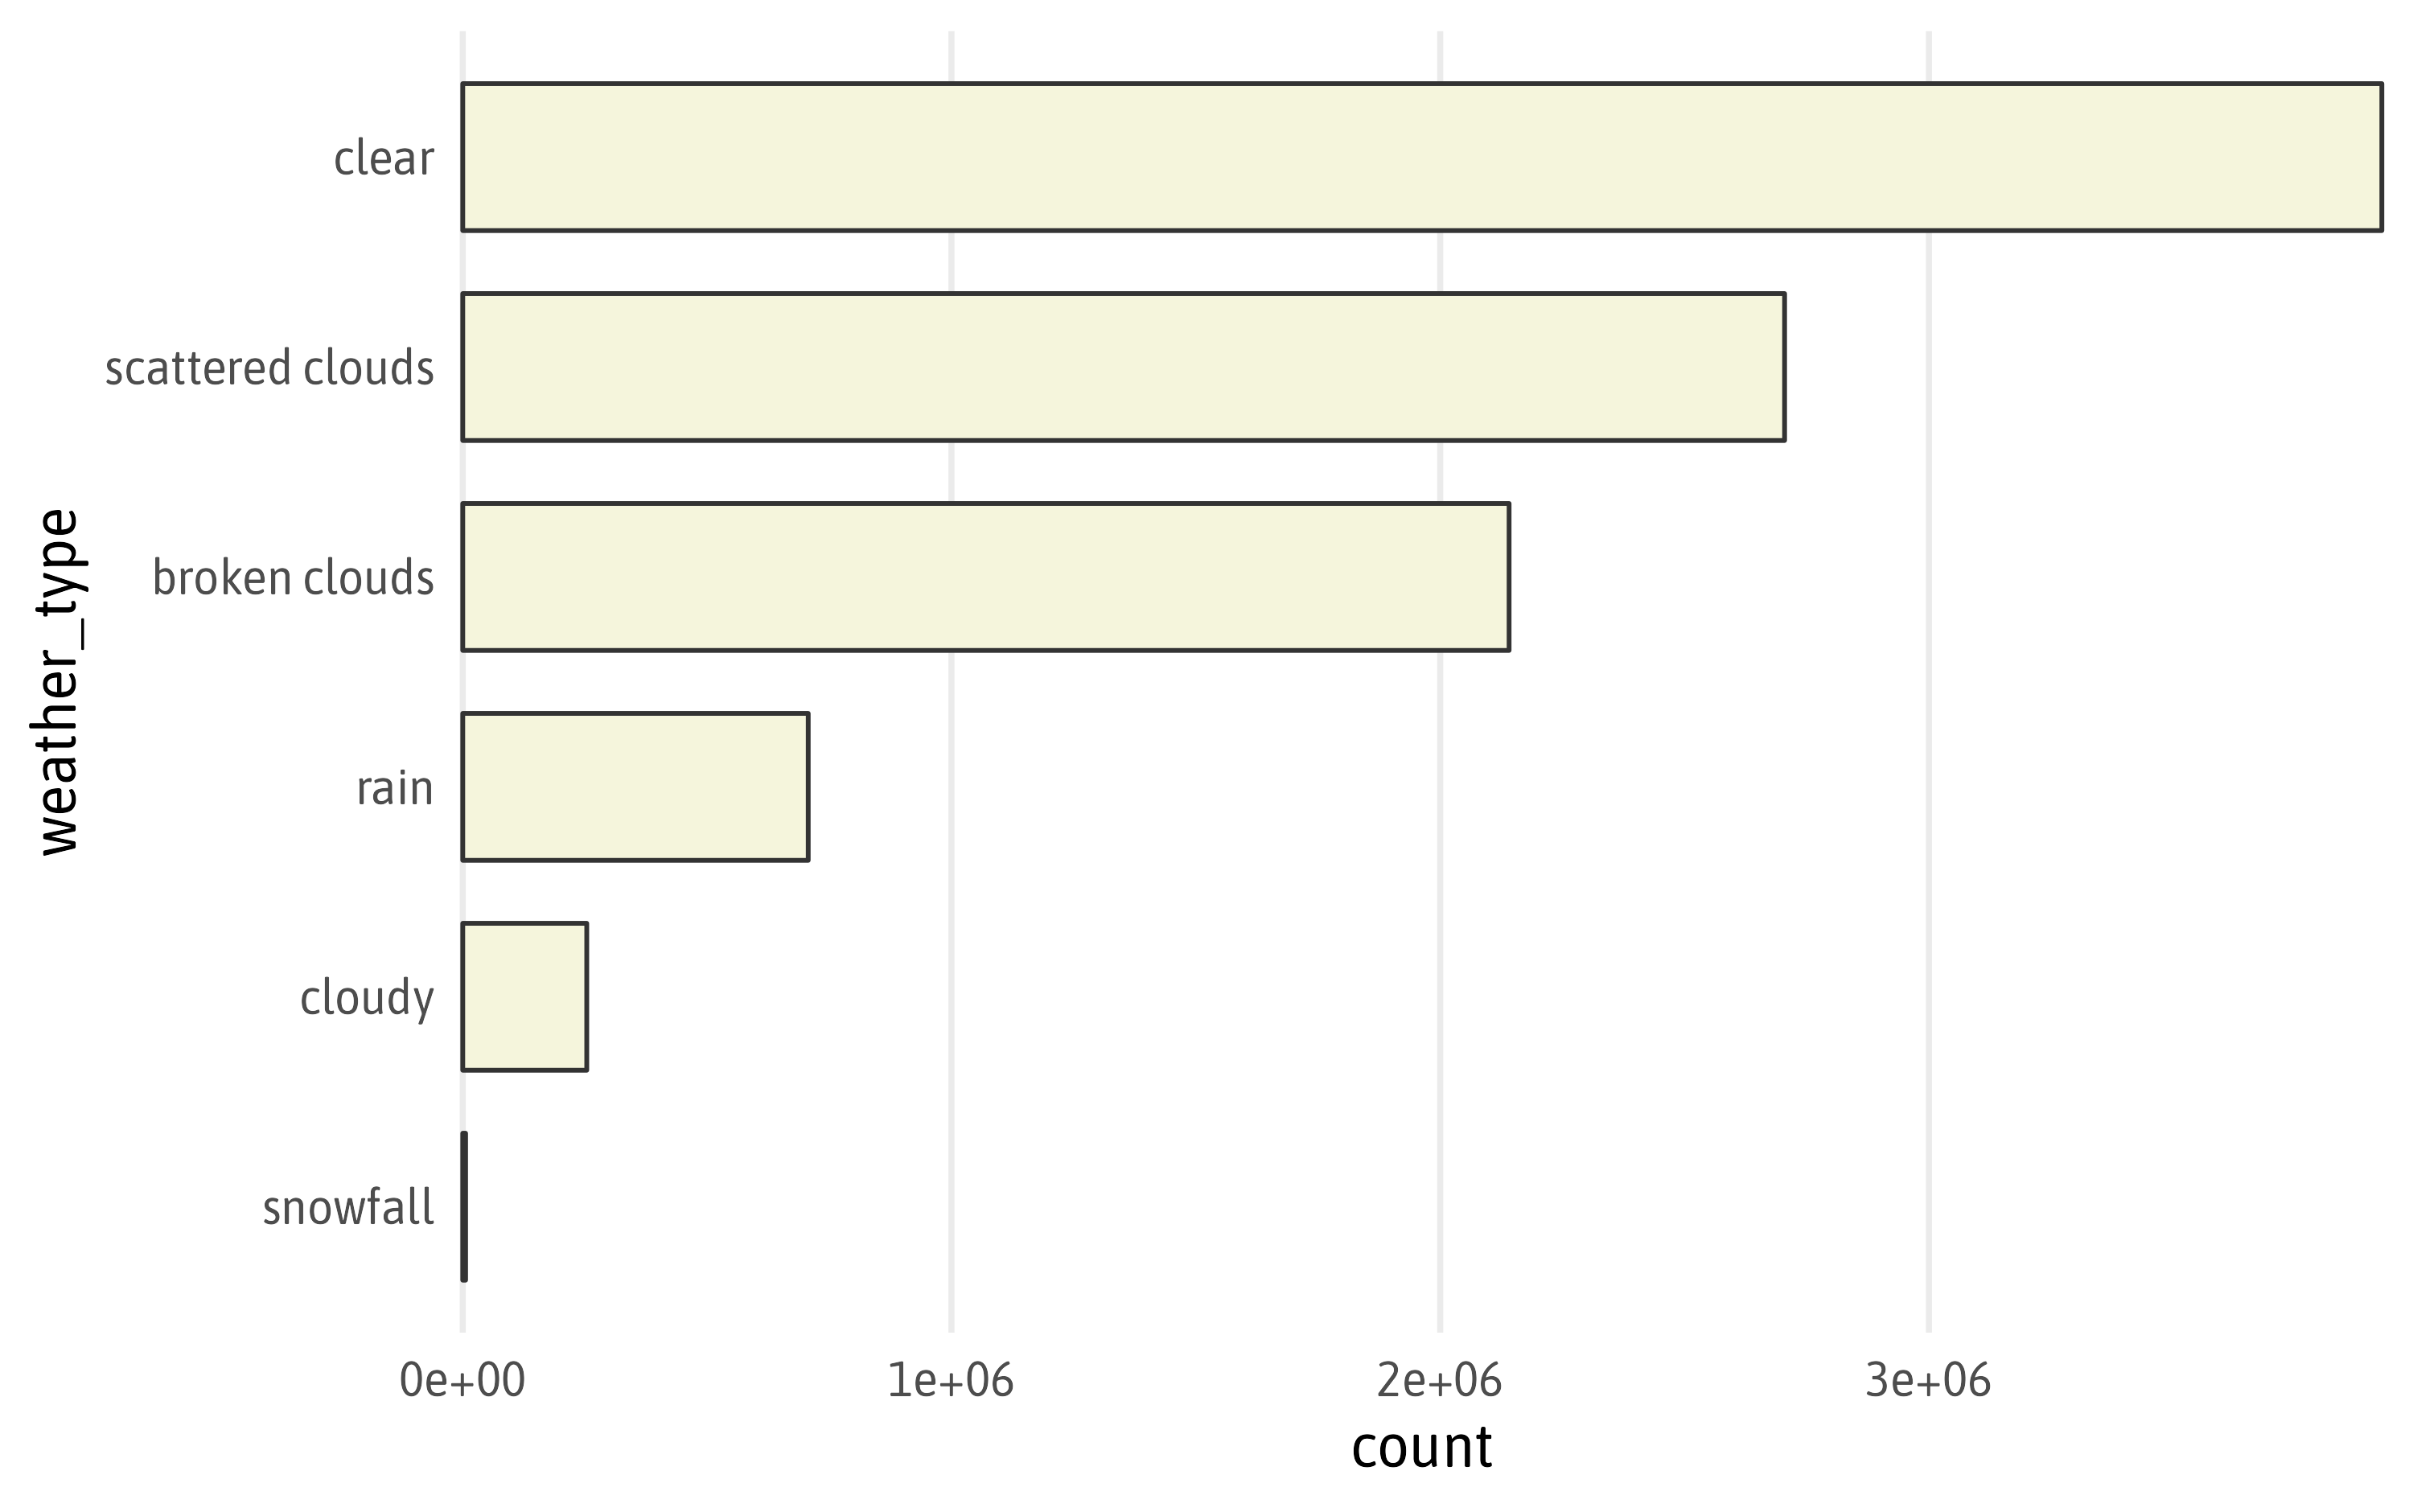 clear
scattered clouds
broken clouds
rain
cloudy
snowfall
weather_type
0e+00 1e+06 2e+06 3e+06
count